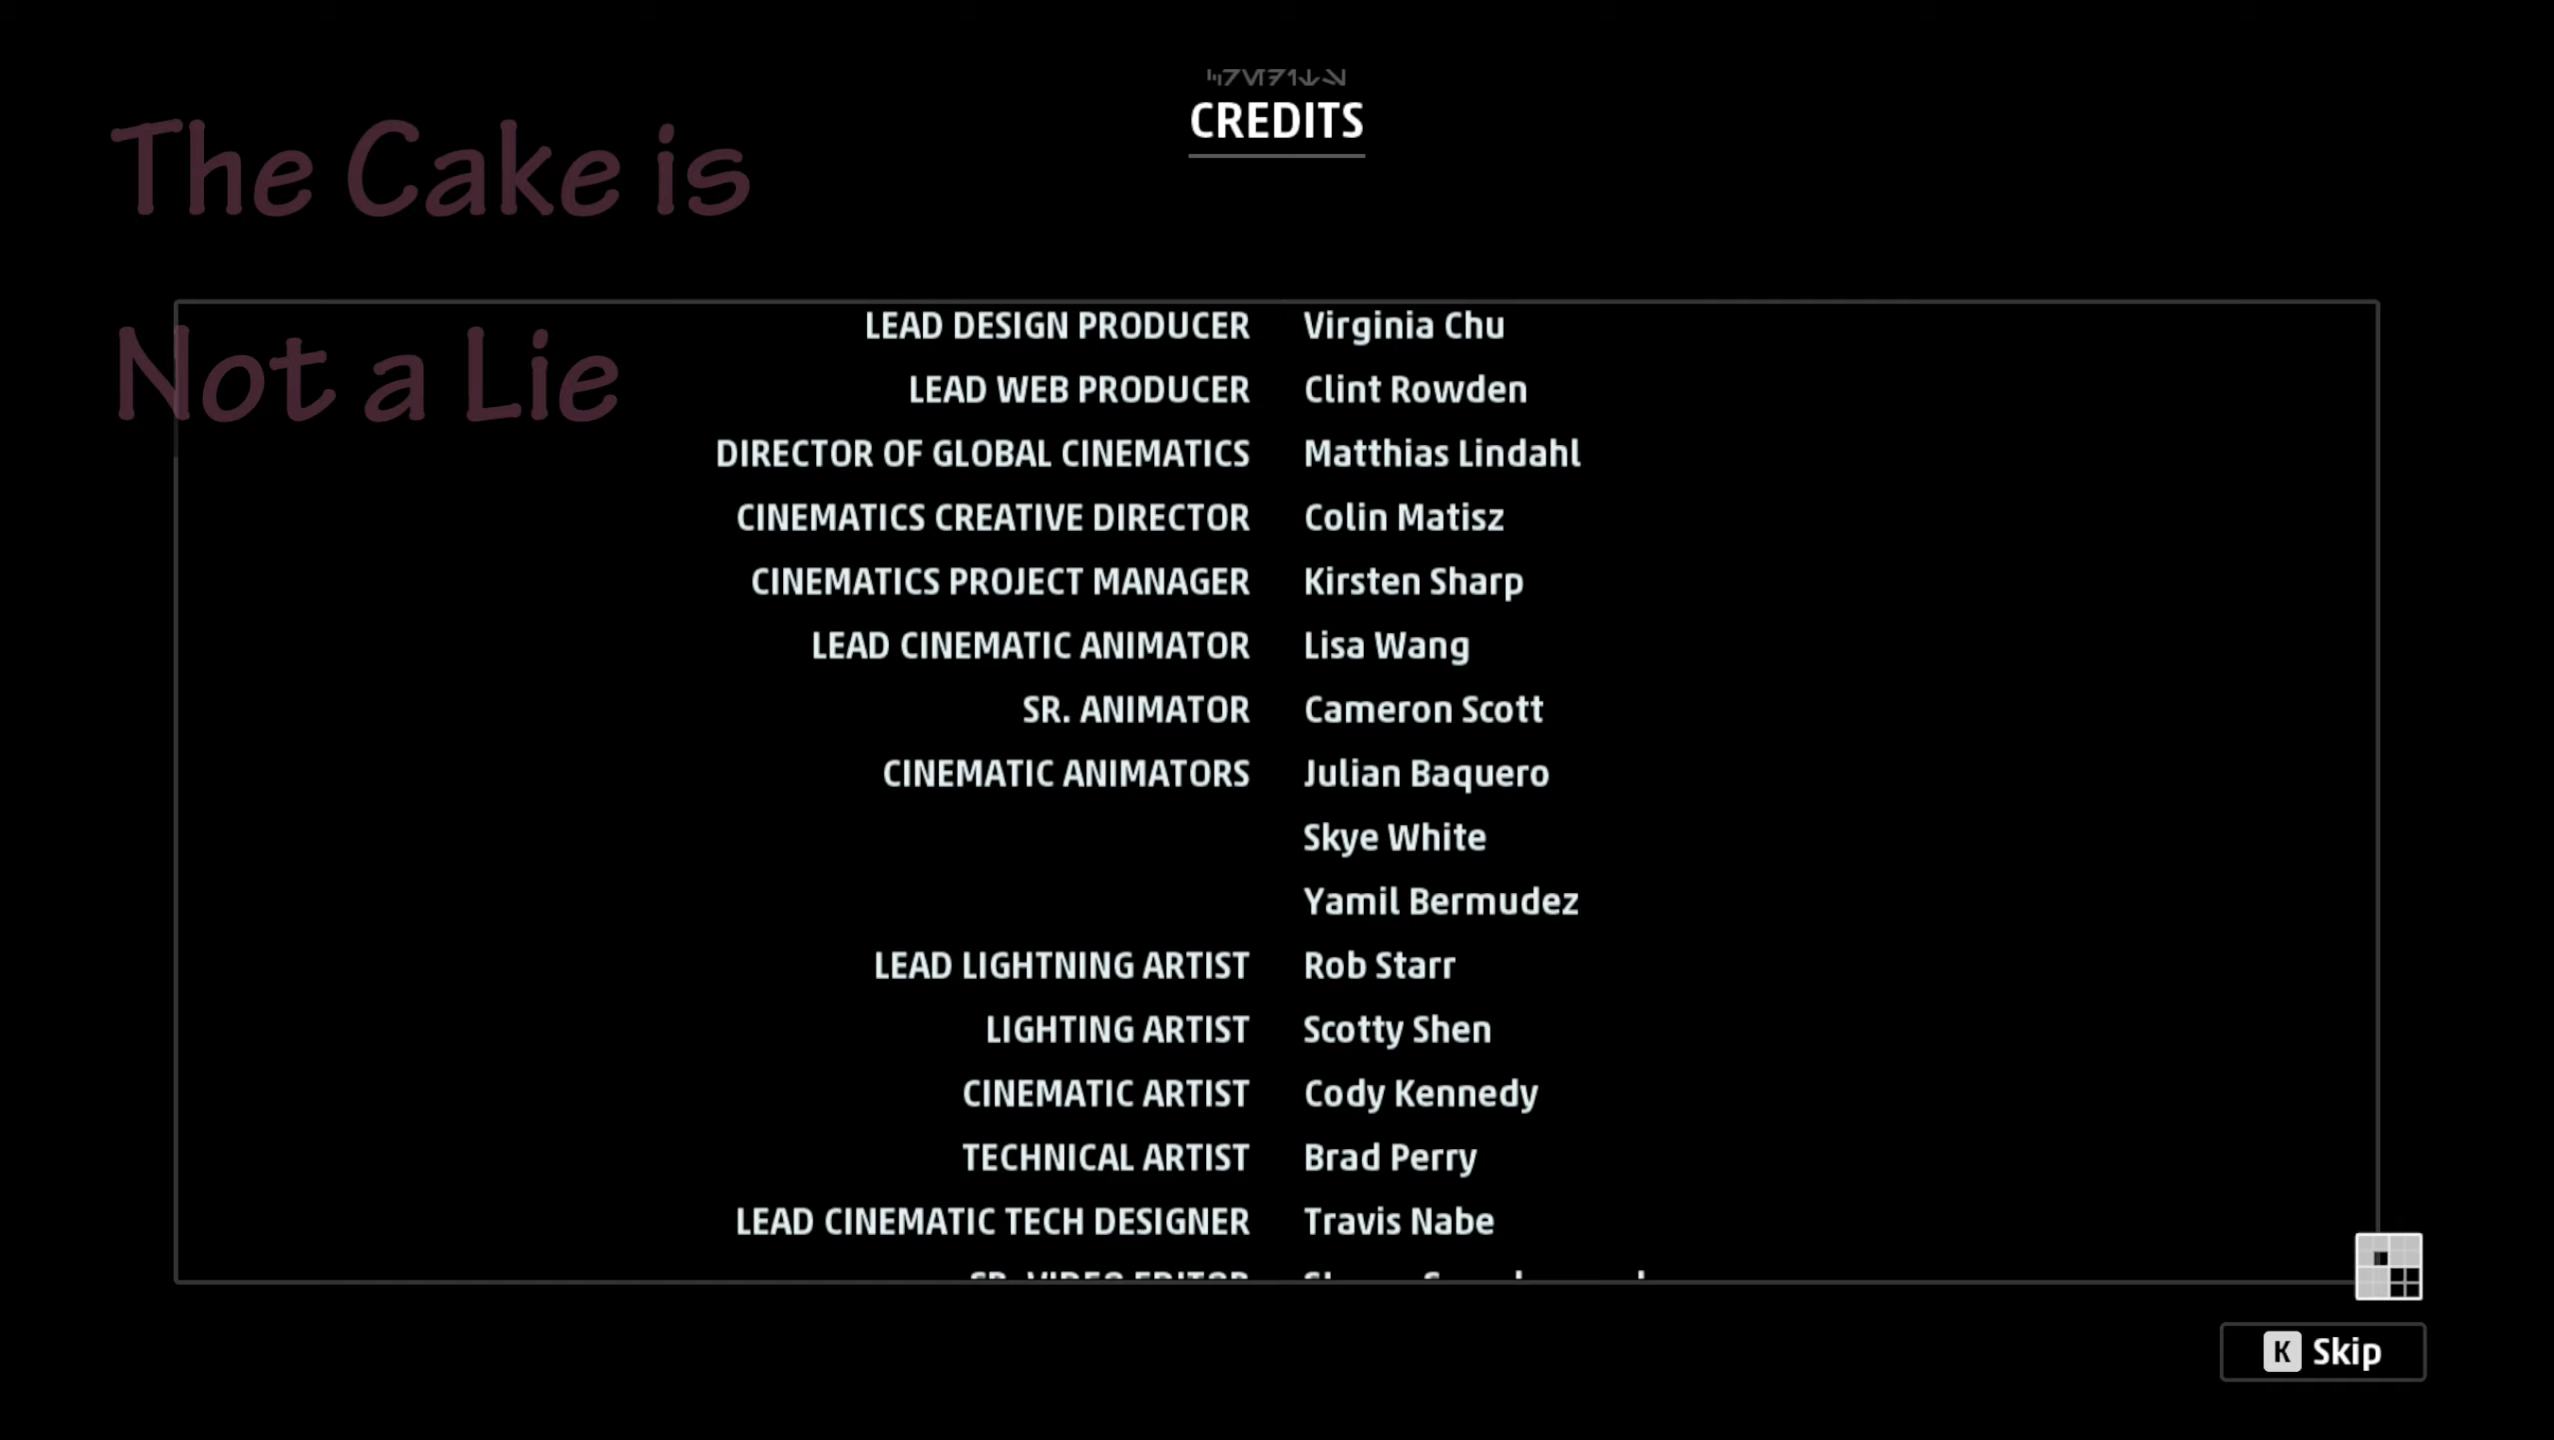 CREDITS
The Cake is
Not a Lie
LEAD DESIGN PRODUCER Virginia Chu
LEAD WEB PRODUCER Clint Rowden
DIRECTOR OF GLOBAL CINEMATICS Matthias Lindahl
CINEMATICS CREATIVE DIRECTOR Colin Matisz
CINEMATICS PROJECT MANAGER Kirsten Sharp
LEAD CINEMATIC ANIMATOR Lisa Wang
SR. ANIMATOR Cameron Scott
CINEMATIC ANIMATORS Julian Baquero
Skye White
Yamil Bermudez
LEAD LIGHTNING ARTIST Rob Starr
LIGHTING ARTIST Scotty Shen
CINEMATIC ARTIST Cody Kennedy
TECHNICAL ARTIST Brad Perry
LEAD CINEMATIC TECH DESIGNER Travis Nabe
SR. VIDEO EDITOR
K Skip